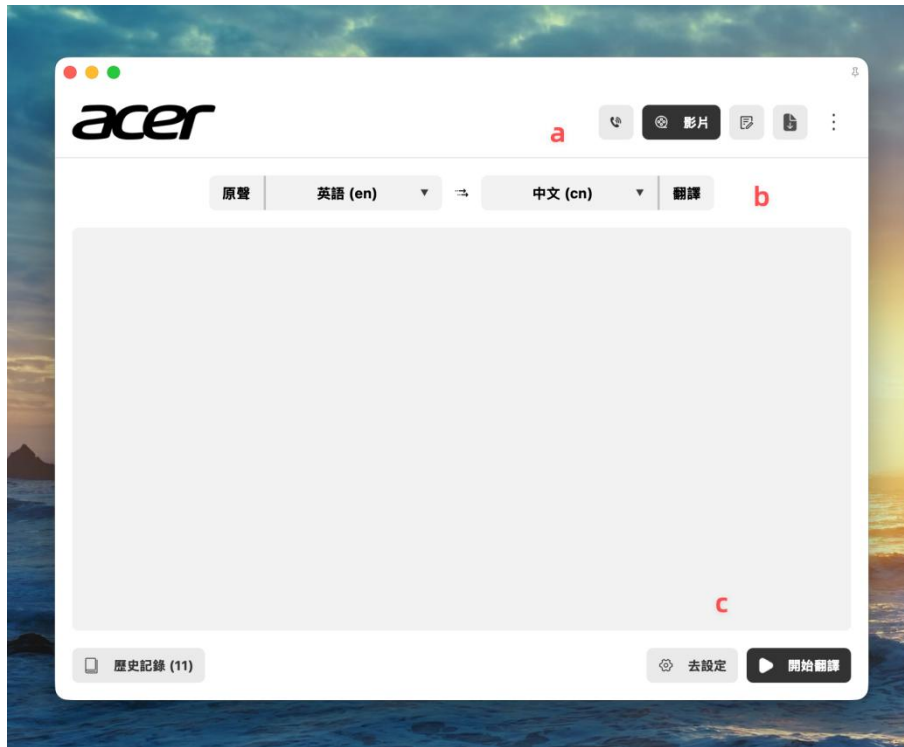 acer
a
影片
原聲 英語 (en) 中文 (cn) 翻譯
b
c
歷史記錄 (11) 去設定 開始翻譯